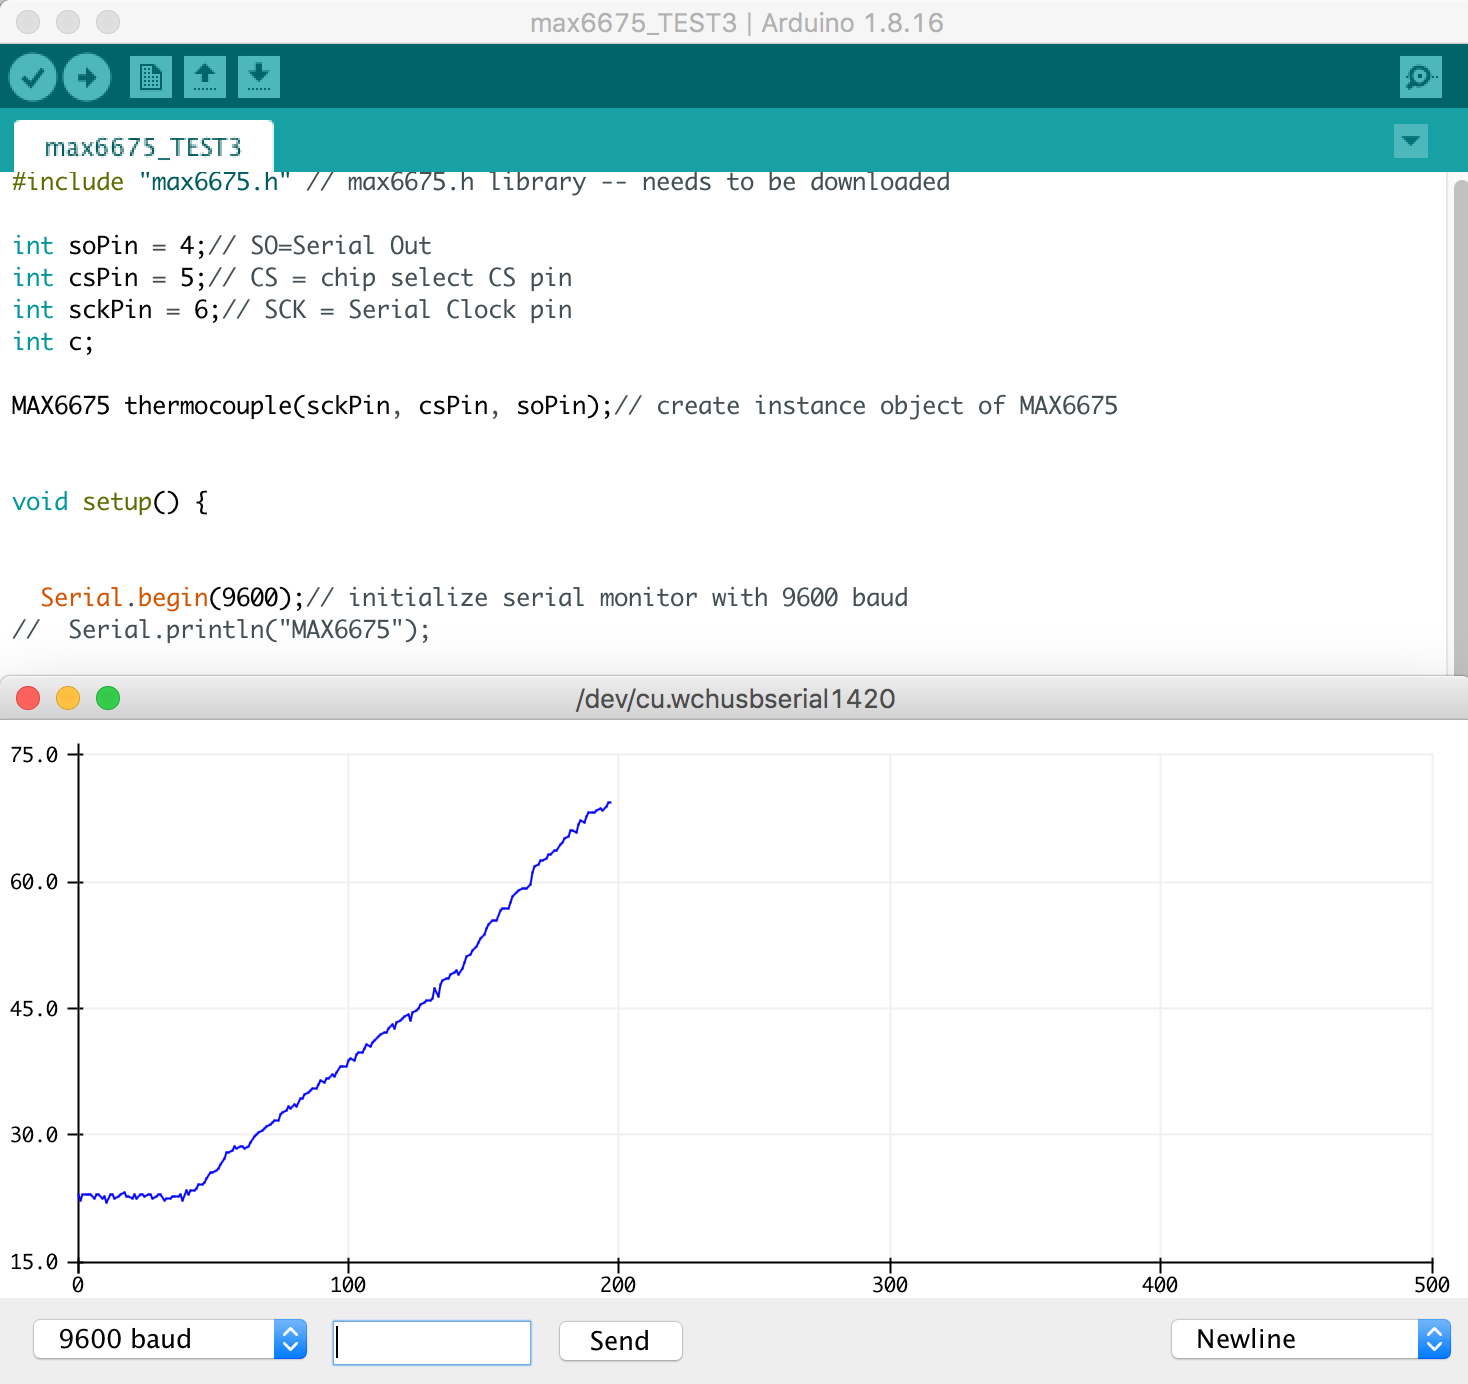 max6675_TEST3 | Arduino 1.8.16
max6675_TEST3
#include "max6675.h" // max6675.h library -- needs to be downloaded
int soPin = 4;// SO=Serial Out
int csPin = 5;// CS = chip select CS pin
int sckPin = 6;// SCK = Serial Clock pin
int c;
MAX6675 thermocouple(sckPin, csPin, soPin);// create instance object of MAX6675
void setup() {
Serial.begin(9600);// initialize serial monitor with 9600 baud
//  Serial.println("MAX6675");
/dev/cu.wchusbserial1420
75.0
60.0
45.0
30.0
15.0
0 100 200 300 400 500
9600 baud Send Newline